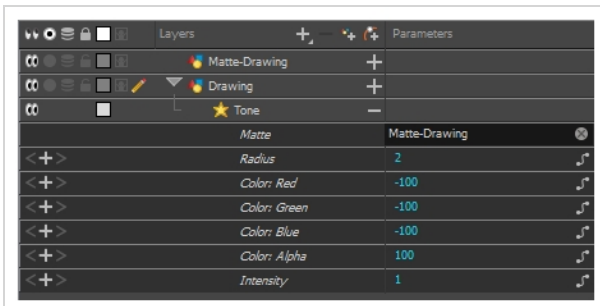 Layers Parameters
Matte-Drawing
Drawing
Tone
Matte Matte-Drawing
Radius 2
Color: Red -100
Color: Green -100
Color: Blue -100
Color: Alpha 100
Intensity 1